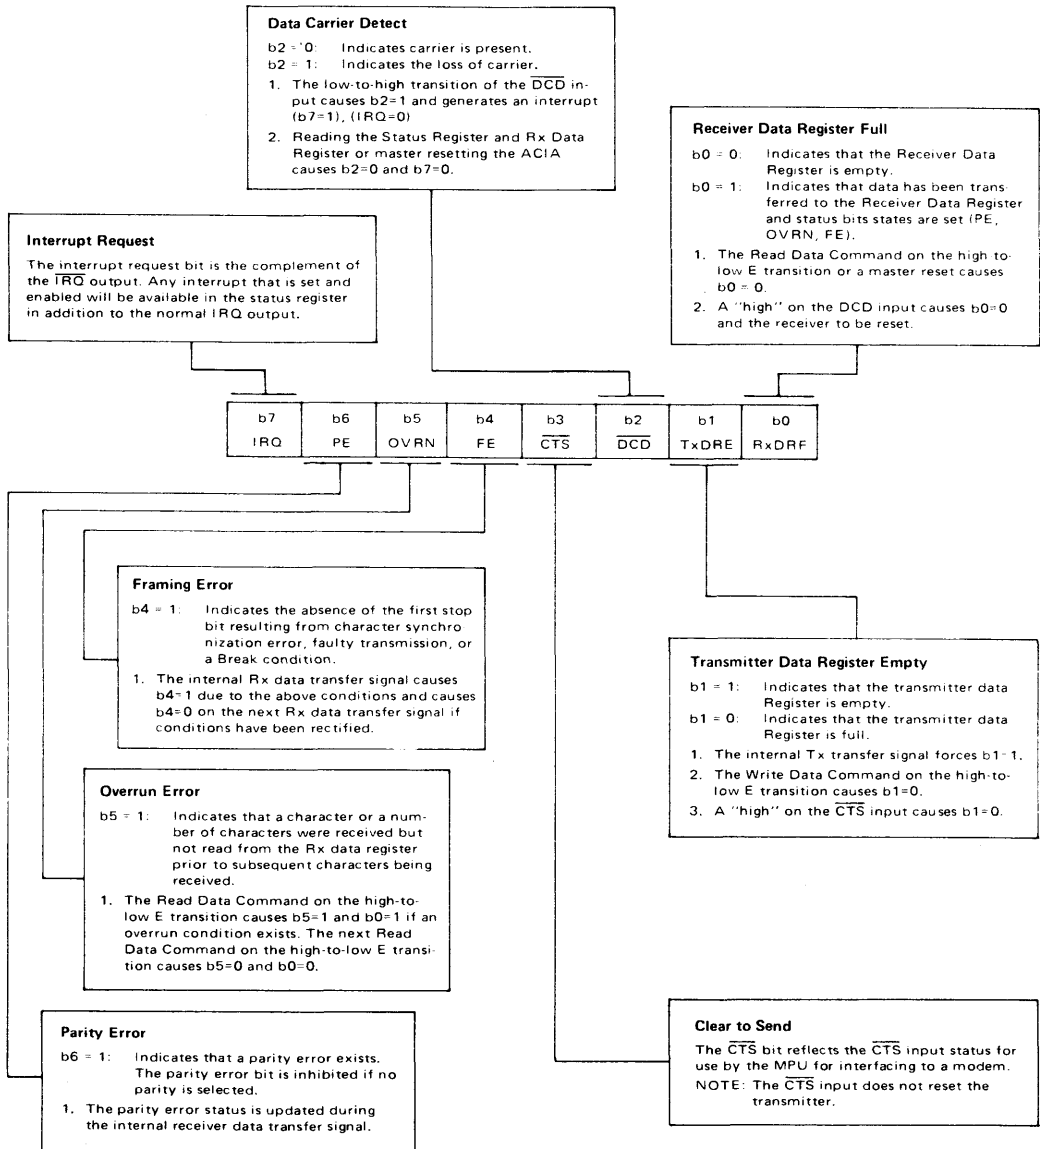 Data Carrier Detect
b2 = '0: Indicates carrier is present.
b2 = 1: Indicates the loss of carrier.
1. The low-to-high transition of the D̅C̅D̅ in-
put causes b2=1 and generates an interrupt
(b7=1), (IRQ=0)
2. Reading the Status Register and Rx Data
Register or master resetting the ACIA
causes b2=0 and b7=0.
Receiver Data Register Full
b0 = 0: Indicates that the Receiver Data
Register is empty.
b0 = 1: Indicates that data has been trans-
ferred to the Receiver Data Register
and status bits states are set (PE,
OVRN, FE).
1. The Read Data Command on the high-to-
low E transition or a master reset causes
b0 = 0.
2. A "high" on the DCD input causes b0=0
and the receiver to be reset.
Interrupt Request
The interrupt request bit is the complement of
the I̅R̅Q̅ output. Any interrupt that is set and
enabled will be available in the status register
in addition to the normal IRQ output.
b7 b6 b5 b4 b3 b2 b1 b0
IRQ PE OVRN FE C̅T̅S̅ D̅C̅D̅ TxDRE RxDRF
Framing Error
b4 = 1: Indicates the absence of the first stop
bit resulting from character synchro-
nization error, faulty transmission, or
a Break condition.
1. The internal Rx data transfer signal causes
b4=1 due to the above conditions and causes
b4=0 on the next Rx data transfer signal if
conditions have been rectified.
Transmitter Data Register Empty
b1 = 1: Indicates that the transmitter data
Register is empty.
b1 = 0: Indicates that the transmitter data
Register is full.
1. The internal Tx transfer signal forces b1=1.
2. The Write Data Command on the high-to-
low E transition causes b1=0.
3. A "high" on the C̅T̅S̅ input causes b1=0.
Overrun Error
b5 = 1: Indicates that a character or a num-
ber of characters were received but
not read from the Rx data register
prior to subsequent characters being
received.
1. The Read Data Command on the high-to-
low E transition causes b5=1 and b0=1 if an
overrun condition exists. The next Read
Data Command on the high-to-low E transi-
tion causes b5=0 and b0=0.
Parity Error
b6 = 1: Indicates that a parity error exists.
The parity error bit is inhibited if no
parity is selected.
1. The parity error status is updated during
the internal receiver data transfer signal.
Clear to Send
The C̅T̅S̅ bit reflects the C̅T̅S̅ input status for
use by the MPU for interfacing to a modem.
NOTE: The C̅T̅S̅ input does not reset the
transmitter.